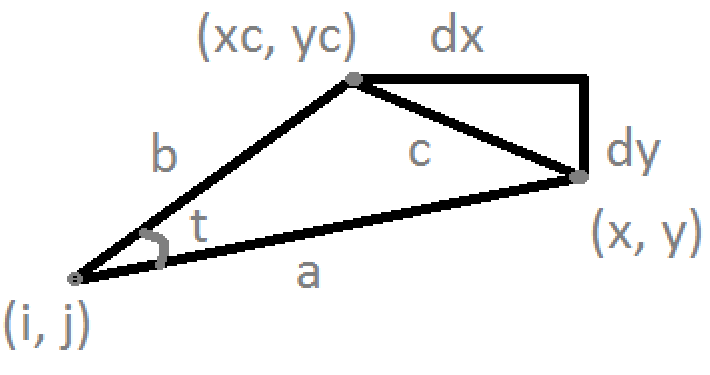 (xc, yc) dx
b
c
dy
t
(x, y)
a
(i, j)